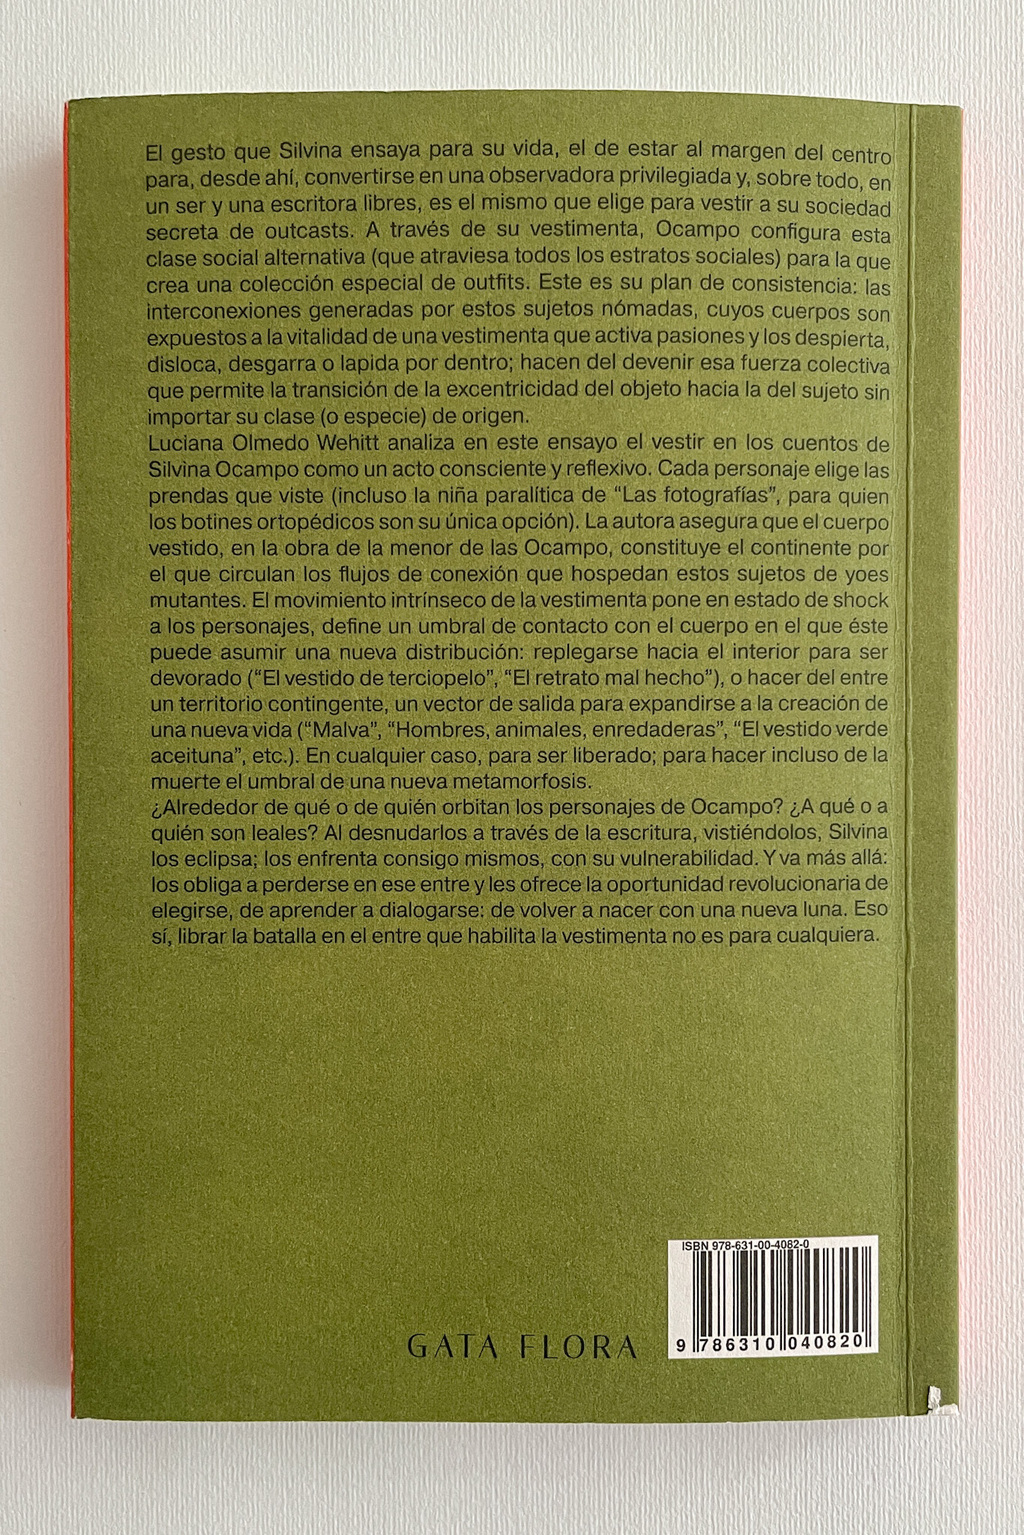 El gesto que Silvina ensaya para su vida, el de estar al margen del centro
para, desde ahí, convertirse en una observadora privilegiada y, sobre todo, en
un ser y una escritora libres, es el mismo que elige para vestir a su sociedad
secreta de outcasts. A través de su vestimenta, Ocampo configura esta
clase social alternativa (que atraviesa todos los estratos sociales) para la que
crea una colección especial de outfits. Este es su plan de consistencia: las
interconexiones generadas por estos sujetos nómadas, cuyos cuerpos son
expuestos a la vitalidad de una vestimenta que activa pasiones y los despierta,
disloca, desgarra o lapida por dentro; hacen del devenir esa fuerza colectiva
que permite la transición de la excentricidad del objeto hacia la del sujeto sin
importar su clase (o especie) de origen.
Luciana Olmedo Wehitt analiza en este ensayo el vestir en los cuentos de
Silvina Ocampo como un acto consciente y reflexivo. Cada personaje elige las
prendas que viste (incluso la niña paralítica de “Las fotografías”, para quien
los botines ortopédicos son su única opción). La autora asegura que el cuerpo
vestido, en la obra de la menor de las Ocampo, constituye el continente por
el que circulan los flujos de conexión que hospedan estos sujetos de yoes
mutantes. El movimiento intrínseco de la vestimenta pone en estado de shock
a los personajes, define un umbral de contacto con el cuerpo en el que éste
puede asumir una nueva distribución: replegarse hacia el interior para ser
devorado (“El vestido de terciopelo”, “El retrato mal hecho”), o hacer del entre
un territorio contingente, un vector de salida para expandirse a la creación de
una nueva vida (“Malva”, “Hombres, animales, enredaderas”, “El vestido verde
aceituna”, etc.). En cualquier caso, para ser liberado; para hacer incluso de la
muerte el umbral de una nueva metamorfosis.
¿Alrededor de qué o de quién orbitan los personajes de Ocampo? ¿A qué o a
quién son leales? Al desnudarlos a través de la escritura, vistiéndolos, Silvina
los eclipsa; los enfrenta consigo mismos, con su vulnerabilidad. Y va más allá:
los obliga a perderse en ese entre y les ofrece la oportunidad revolucionaria de
elegirse, de aprender a dialogarse: de volver a nacer con una nueva luna. Eso
sí, librar la batalla en el entre que habilita la vestimenta no es para cualquiera.
ISBN 978-631-00-4082-0
9 786310 040820
GATA FLORA